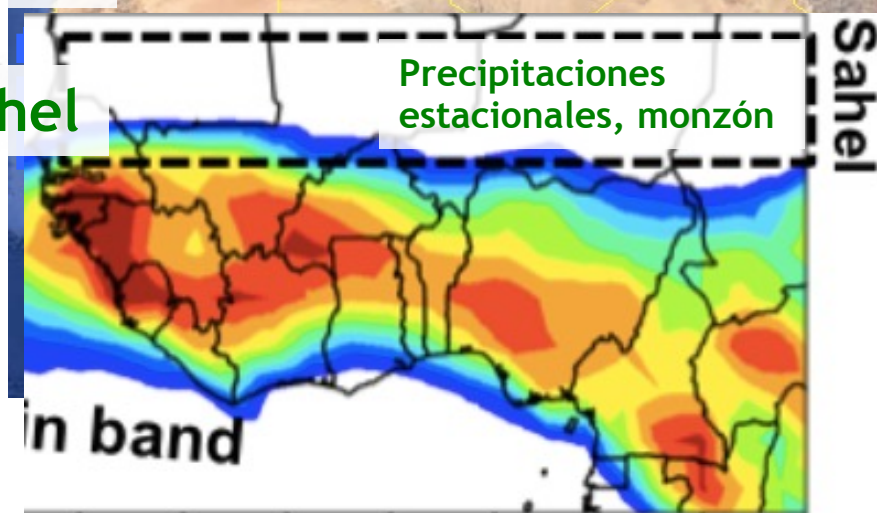 hel
Precipitaciones
estacionales, monzón
Sahel
in band